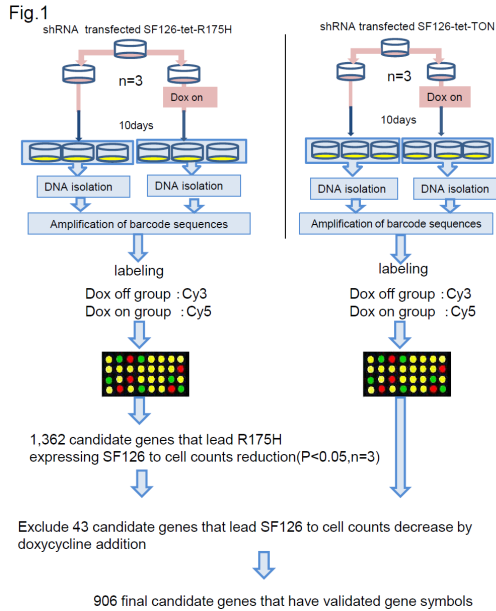 Fig.1
shRNA transfected SF126-tet-R175H
shRNA transfected SF126-tet-TON
n=3
n=3
Dox on
Dox on
10days
10days
DNA isolation
DNA isolation
DNA isolation
DNA isolation
Amplification of barcode sequences
Amplification of barcode sequences
labeling
labeling
Dox off group :Cy3
Dox on group :Cy5
Dox off group :Cy3
Dox on group :Cy5
1,362 candidate genes that lead R175H
expressing SF126 to cell counts reduction(P<0.05,n=3)
Exclude 43 candidate genes that lead SF126 to cell counts decrease by
doxycycline addition
906 final candidate genes that have validated gene symbols